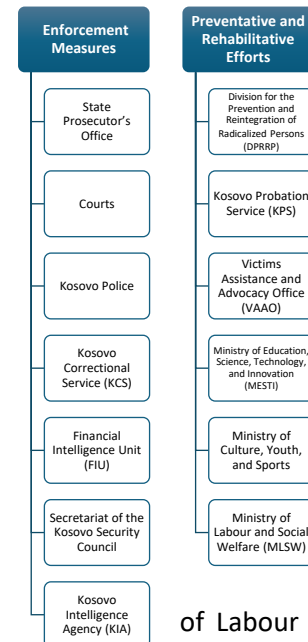 Enforcement
Measures
State
Prosecutor's
Office
Courts
Kosovo Police
Kosovo
Correctional
Service (KCS)
Financial
Intelligence Unit
(FIU)
Secretariat of the
Kosovo Security
Council
Kosovo
Intelligence
Agency (KIA)
Preventative and
Rehabilitative
Efforts
Division for the
Prevention and
Reintegration of
Radicalized Persons
(DPRRP)
Kosovo Probation
Service (KPS)
Victims
Assistance and
Advocacy Office
(VAAO)
Ministry of Education,
Science, Technology,
and Innovation
(MESTI)
Ministry of
Culture, Youth,
and Sports
Ministry of
Labour and Social
Welfare (MLSW)
of Labour